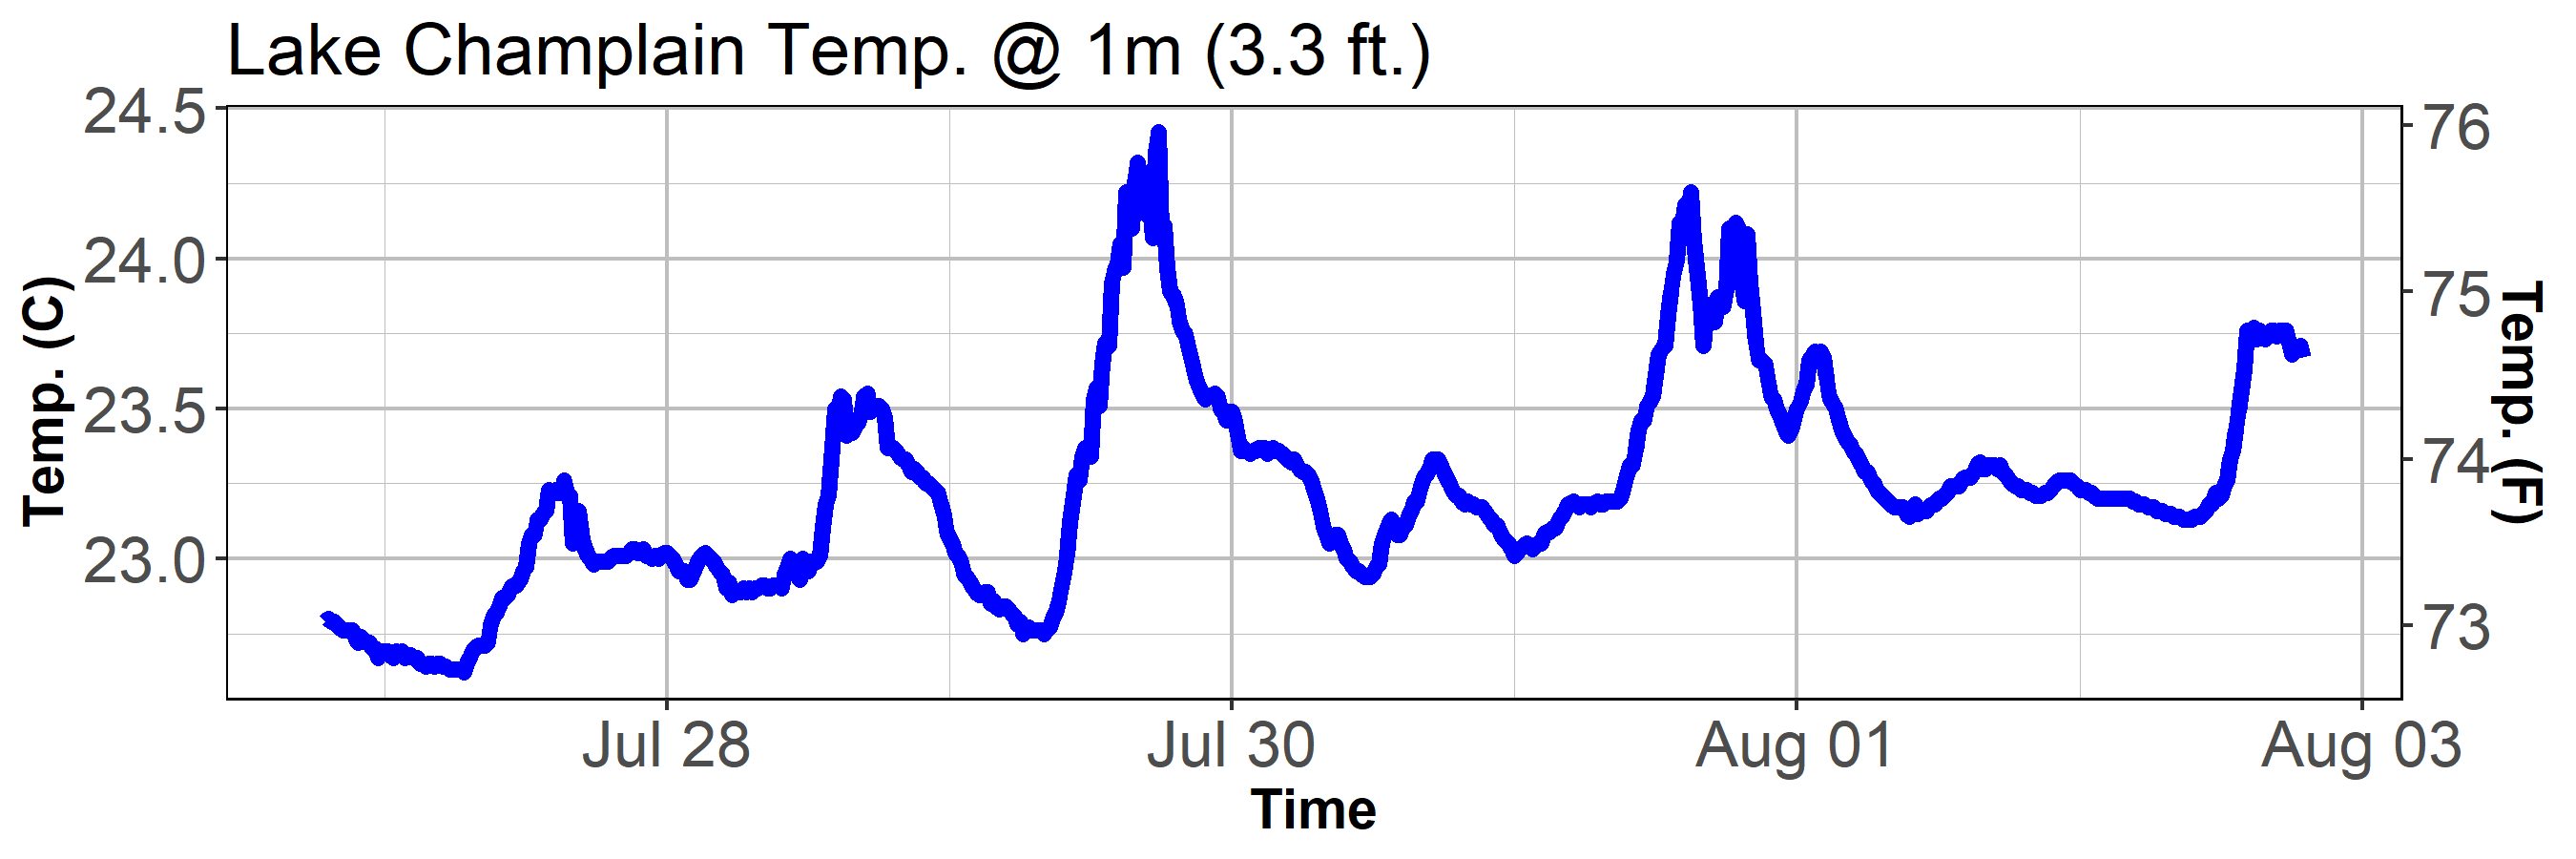 Lake Champlain Temp. @ 1m (3.3 ft.)
24.5
24.0
23.5
23.0
Temp. (C)
76
75
74
73
Temp. (F)
Jul 28
Jul 30
Aug 01
Aug 03
Time